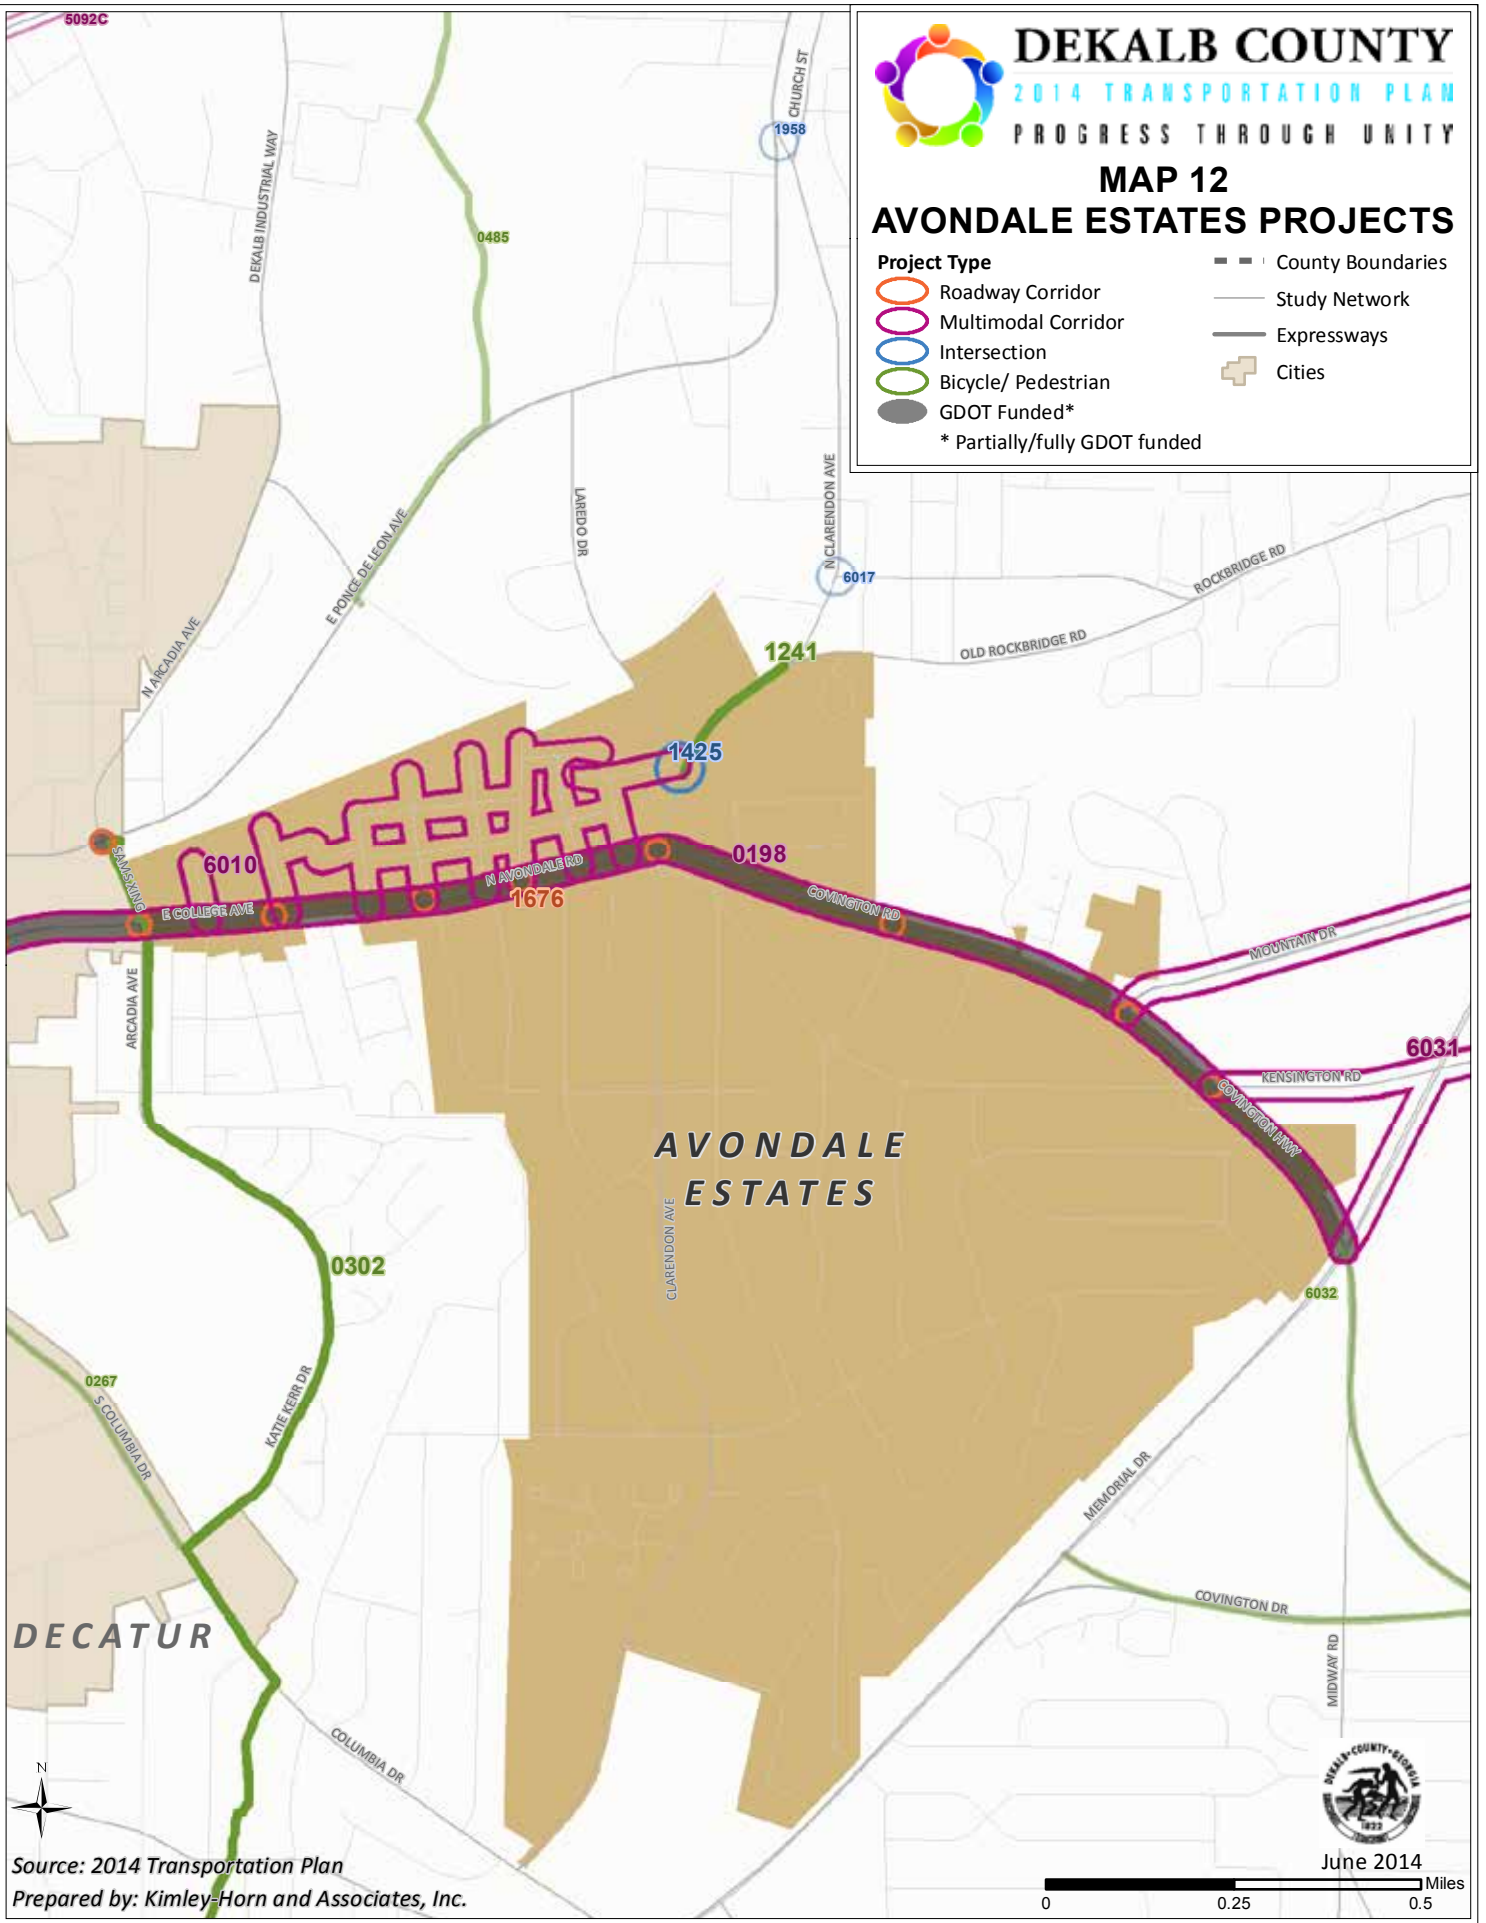 DEKALB COUNTY
2014 TRANSPORTATION PLAN
PROGRESS THROUGH UNITY
MAP 12
AVONDALE ESTATES PROJECTS
Project Type
Roadway Corridor
Multimodal Corridor
Intersection
Bicycle/ Pedestrian
GDOT Funded*
* Partially/fully GDOT funded
County Boundaries
Study Network
Expressways
Cities
5092C
CHURCH ST
1958
DEKALB INDUSTRIAL WAY
0485
N CLARENDON AVE
LAREDO DR
E PONCE DE LEON AVE
6017
ROCKBRIDGE RD
N ARCADIA AVE
OLD ROCKBRIDGE RD
1241
1425
SAMS XING
6010
N AVONDALE RD
0198
1676
E COLLEGE AVE
COVINGTON RD
MOUNTAIN DR
ARCADIA AVE
6031
KENSINGTON RD
COVINGTON HWY
AVONDALE
ESTATES
CLARENDON AVE
0302
6032
0267
S COLUMBIA DR
KATIE KERR DR
MEMORIAL DR
COVINGTON DR
DECATUR
MIDWAY RD
COLUMBIA DR
N
DEKALB COUNTY GEORGIA
1822
Source: 2014 Transportation Plan
Prepared by: Kimley-Horn and Associates, Inc.
June 2014
Miles
0 0.25 0.5